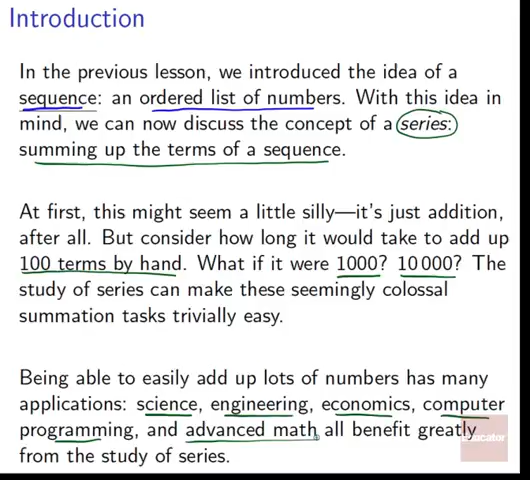 Introduction
In the previous lesson, we introduced the idea of a
sequence: an ordered list of numbers. With this idea in
mind, we can now discuss the concept of a series:
summing up the terms of a sequence.
At first, this might seem a little silly—it's just addition,
after all. But consider how long it would take to add up
100 terms by hand. What if it were 1000? 10 000? The
study of series can make these seemingly colossal
summation tasks trivially easy.
Being able to easily add up lots of numbers has many
applications: science, engineering, economics, computer
programming, and advanced math all benefit greatly
from the study of series.
educator